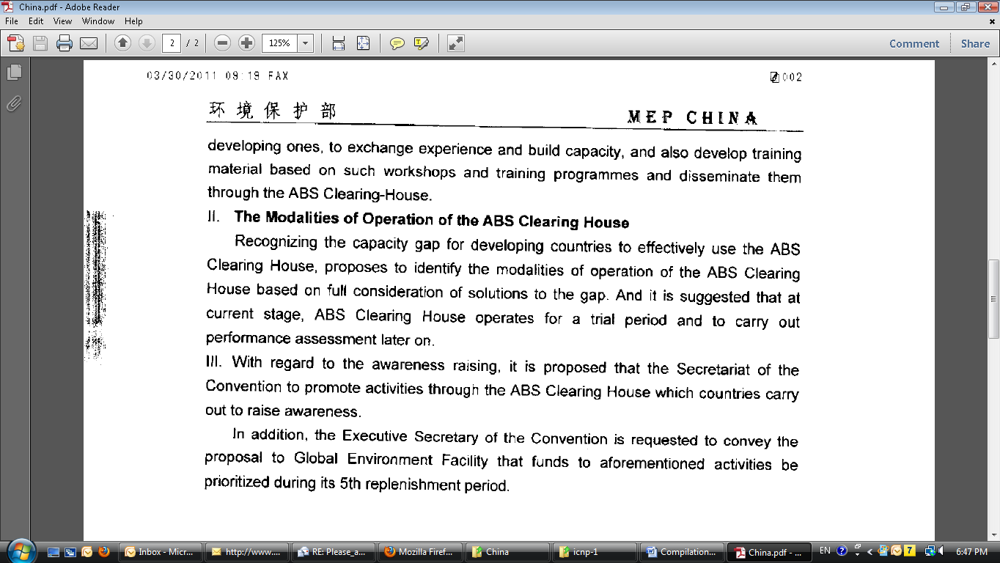 China.pdf - Adobe Reader
File Edit View Window Help
2 / 2 125% Comment Share
03/30/2011 09:19 FAX 002
环境保护部 MEP CHINA
developing ones, to exchange experience and build capacity, and also develop training
material based on such workshops and training programmes and disseminate them
through the ABS Clearing-House.
II. The Modalities of Operation of the ABS Clearing House
Recognizing the capacity gap for developing countries to effectively use the ABS
Clearing House, proposes to identify the modalities of operation of the ABS Clearing
House based on full consideration of solutions to the gap. And it is suggested that at
current stage, ABS Clearing House operates for a trial period and to carry out
performance assessment later on.
III. With regard to the awareness raising, it is proposed that the Secretariat of the
Convention to promote activities through the ABS Clearing House which countries carry
out to raise awareness.
In addition, the Executive Secretary of the Convention is requested to convey the
proposal to Global Environment Facility that funds to aforementioned activities be
prioritized during its 5th replenishment period.
Inbox - Micr... http://www.... RE: Please_a... Mozilla Firef... China icnp-1 Compilation... China.pdf - ... EN 7 6:47 PM